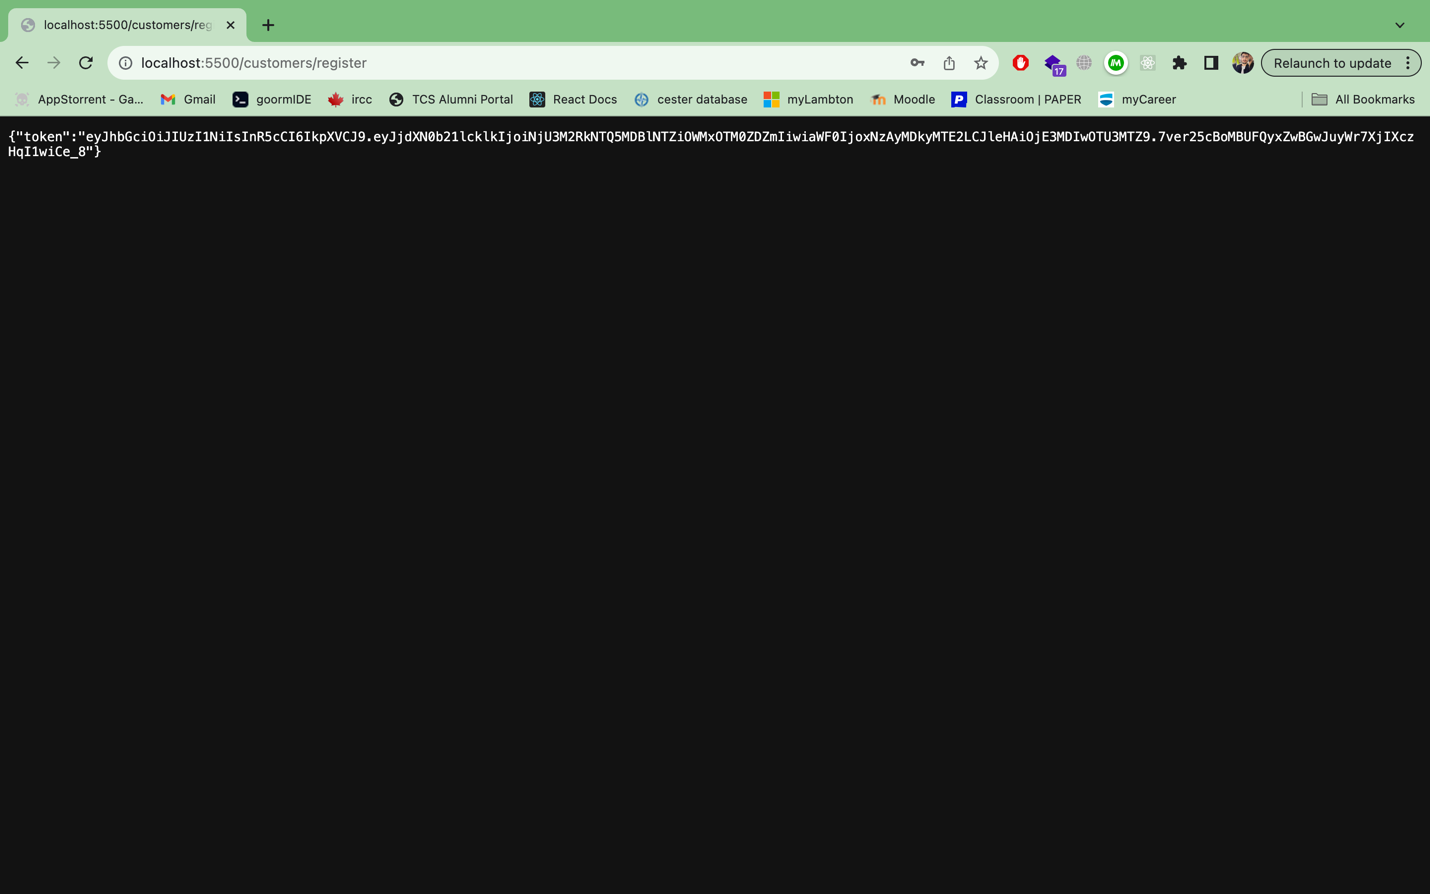 localhost:5500/customers/reg
localhost:5500/customers/register
17
Relaunch to update
AppStorrent - Ga... Gmail goormIDE ircc TCS Alumni Portal React Docs cester database myLambton Moodle Classroom | PAPER myCareer All Bookmarks
{"token":"eyJhbGciOiJIUzI1NiIsInR5cCI6IkpXVCJ9.eyJjdXN0b21lcklkIjoiNjU3M2RkNTQ5MDBlNTZiOWMxOTM0ZDZmIiwiaWF0IjoxNzAyMDkyMTE2LCJleHAiOjE3MDIwOTU3MTZ9.7ver25cBoMBUFQyxZwBGwJuyWr7XjIXcz
HqI1wiCe_8"}